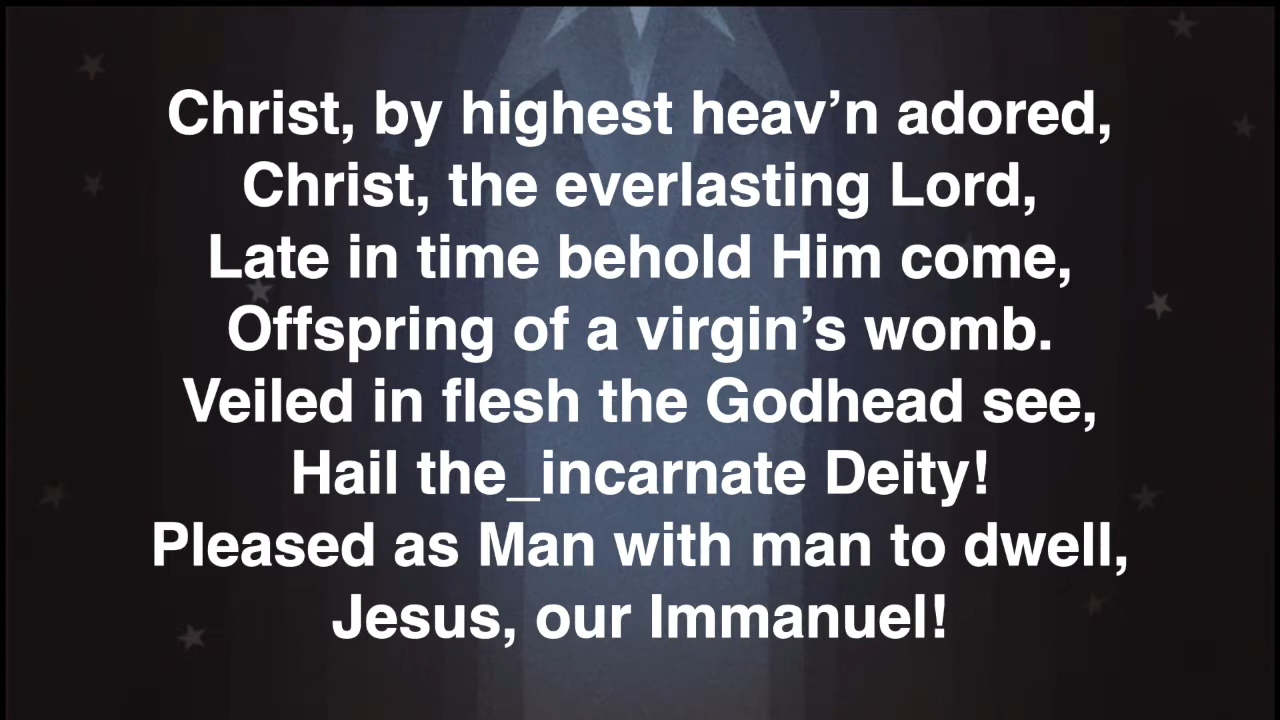 Christ, by highest heav’n adored,
Christ, the everlasting Lord,
Late in time behold Him come,
Offspring of a virgin’s womb.
Veiled in flesh the Godhead see,
Hail the_incarnate Deity!
Pleased as Man with man to dwell,
Jesus, our Immanuel!